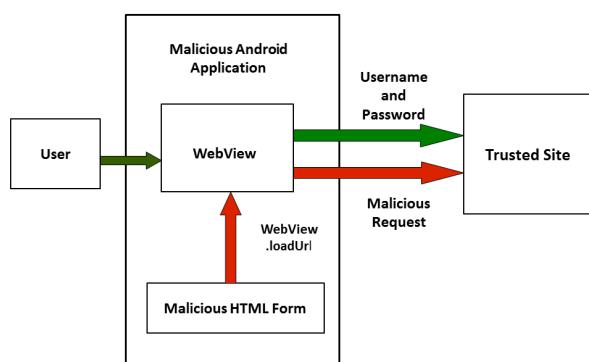 Malicious Android
Application
Username
and
Password
User
WebView
Trusted Site
Malicious
Request
WebView
.loadUrl
Malicious HTML Form